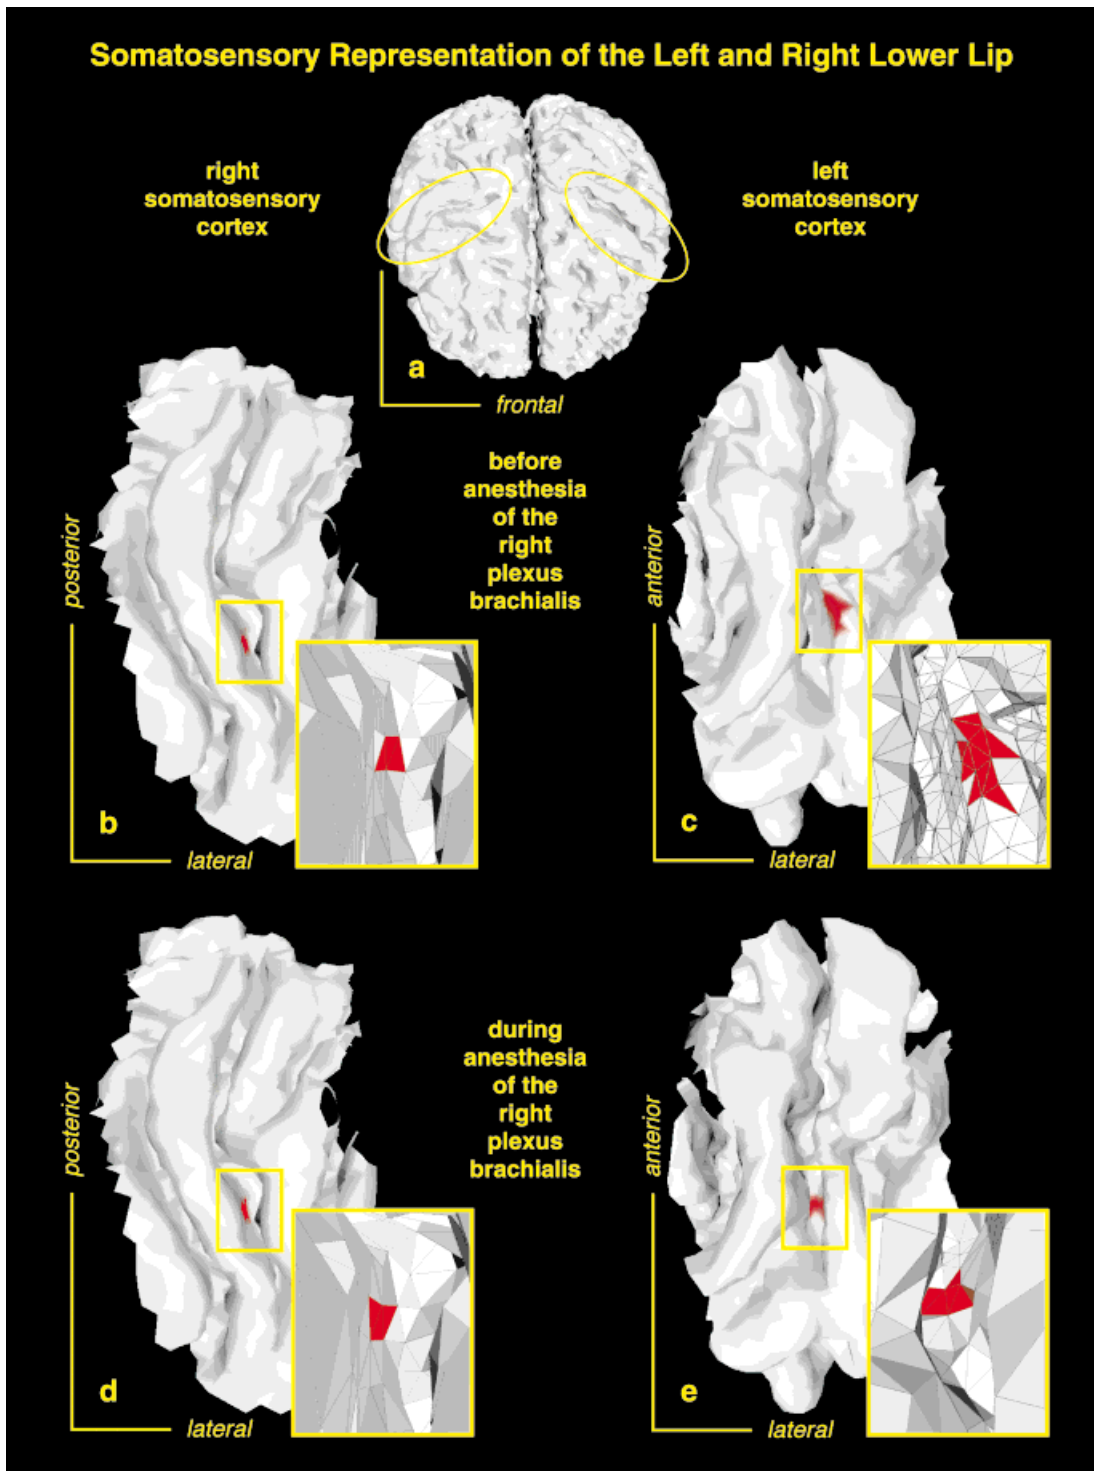 Somatosensory Representation of the Left and Right Lower Lip
right
somatosensory
cortex
left
somatosensory
cortex
a
frontal
before
anesthesia
of the
right
plexus
brachialis
posterior
b
lateral
anterior
c
lateral
during
anesthesia
of the
right
plexus
brachialis
posterior
d
lateral
anterior
e
lateral